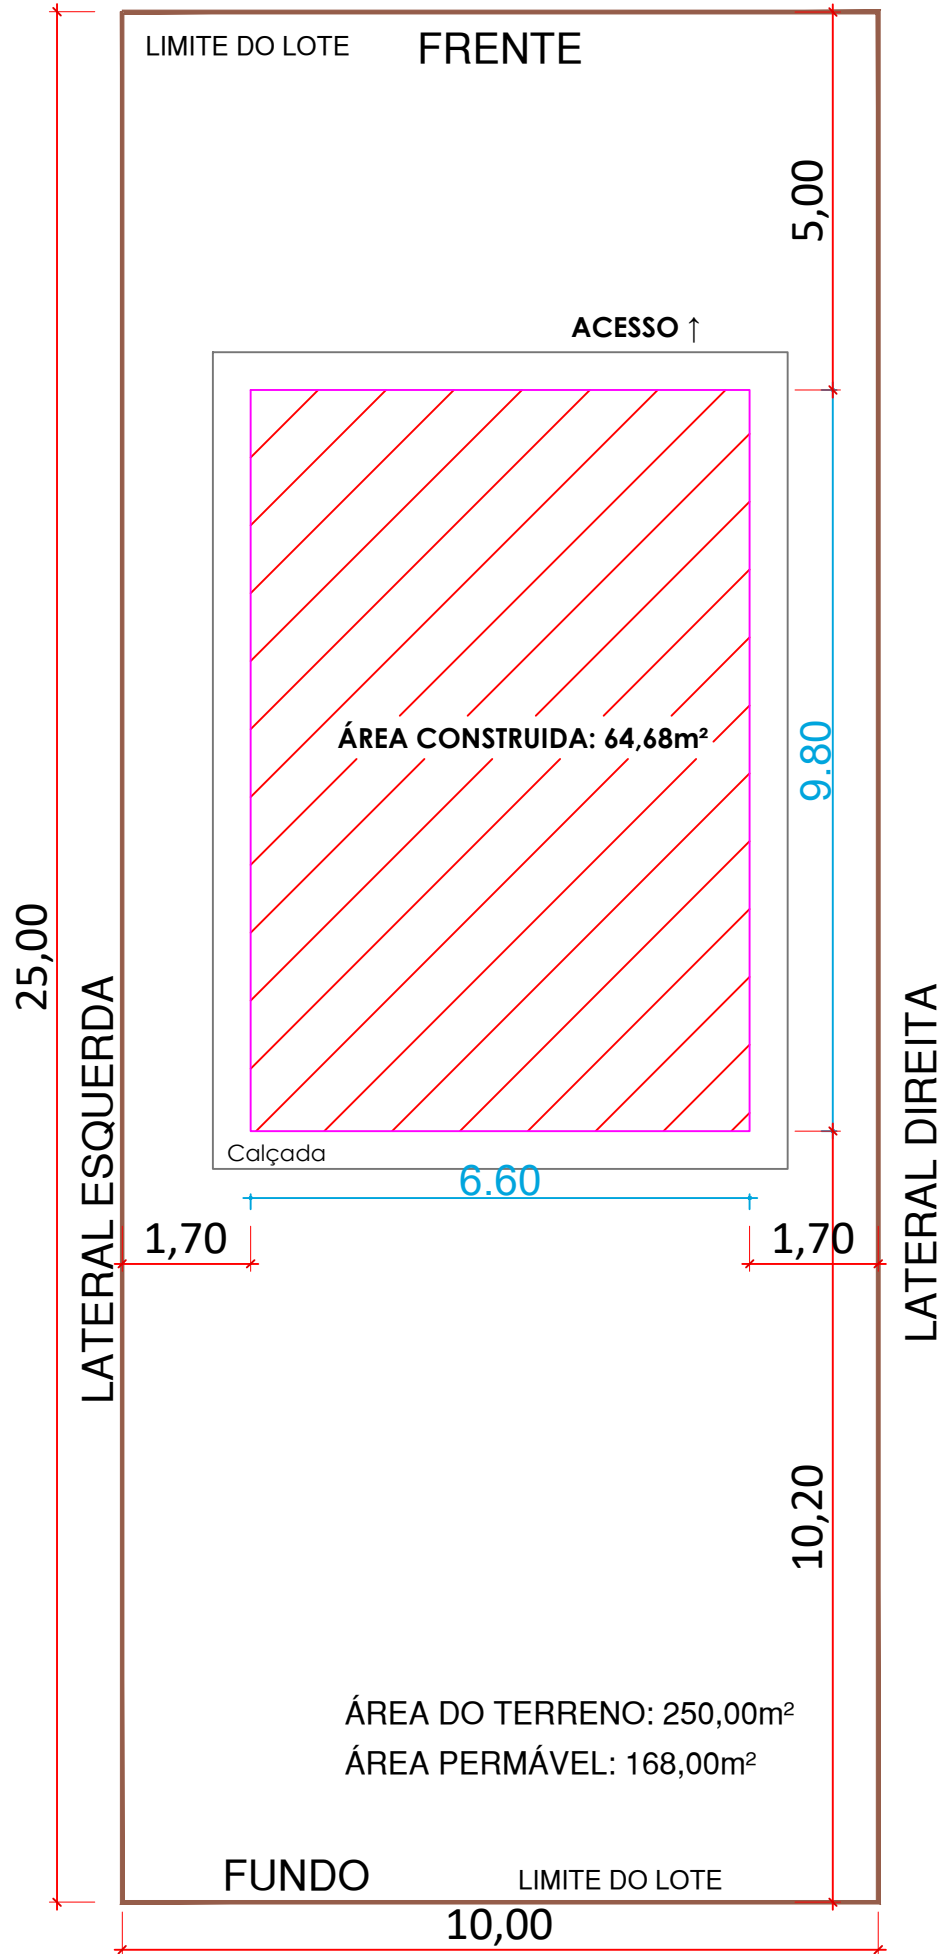 LIMITE DO LOTE
FRENTE
5,00
ACESSO ↑
ÁREA CONSTRUIDA: 64,68m²
9.80
25,00
LATERAL ESQUERDA
LATERAL DIREITA
Calçada
6.60
1,70
1,70
10,20
ÁREA DO TERRENO: 250,00m²
ÁREA PERMÁVEL: 168,00m²
FUNDO
LIMITE DO LOTE
10,00